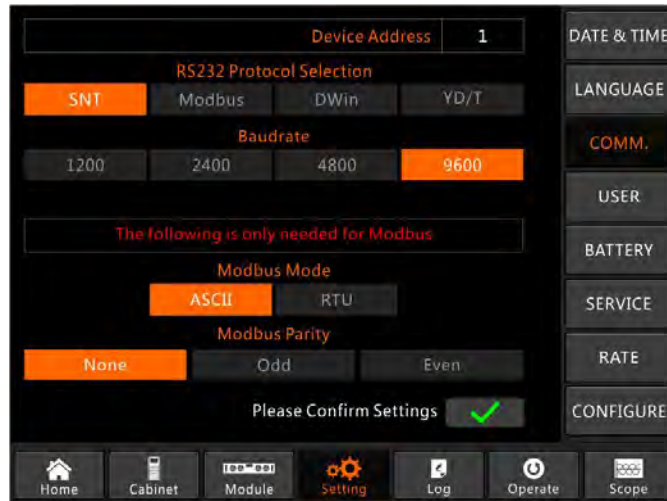 Device Address 1
RS232 Protocol Selection
SNT Modbus DWin YD/T
Baudrate
1200 2400 4800 9600
The following is only needed for Modbus
Modbus Mode
ASCII RTU
Modbus Parity
None Odd Even
Please Confirm Settings
DATE & TIME
LANGUAGE
COMM.
USER
BATTERY
SERVICE
RATE
CONFIGURE
Home Cabinet Module Setting Log Operate Scope